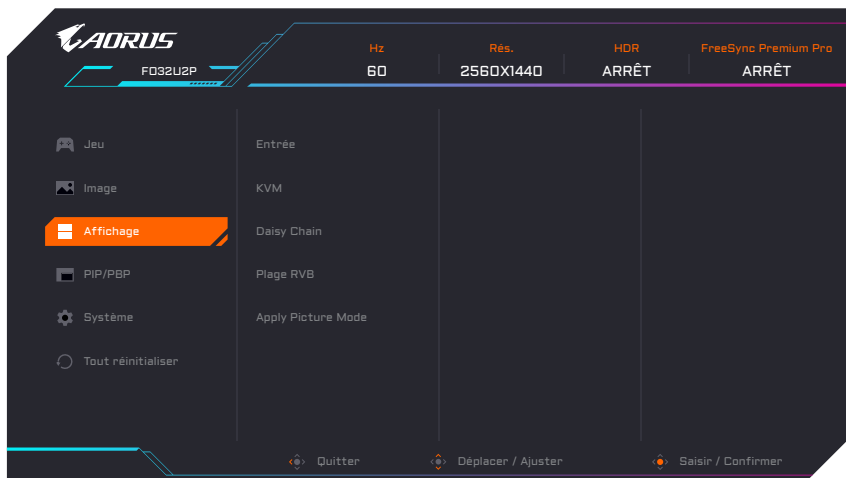 AORUS
FO32U2P
Hz
60
Rés.
2560X1440
HDR
ARRÊT
FreeSync Premium Pro
ARRÊT
Jeu
Image
Affichage
PIP/PBP
Système
Tout réinitialiser
Entrée
KVM
Daisy Chain
Plage RVB
Apply Picture Mode
Quitter
Déplacer / Ajuster
Saisir / Confirmer